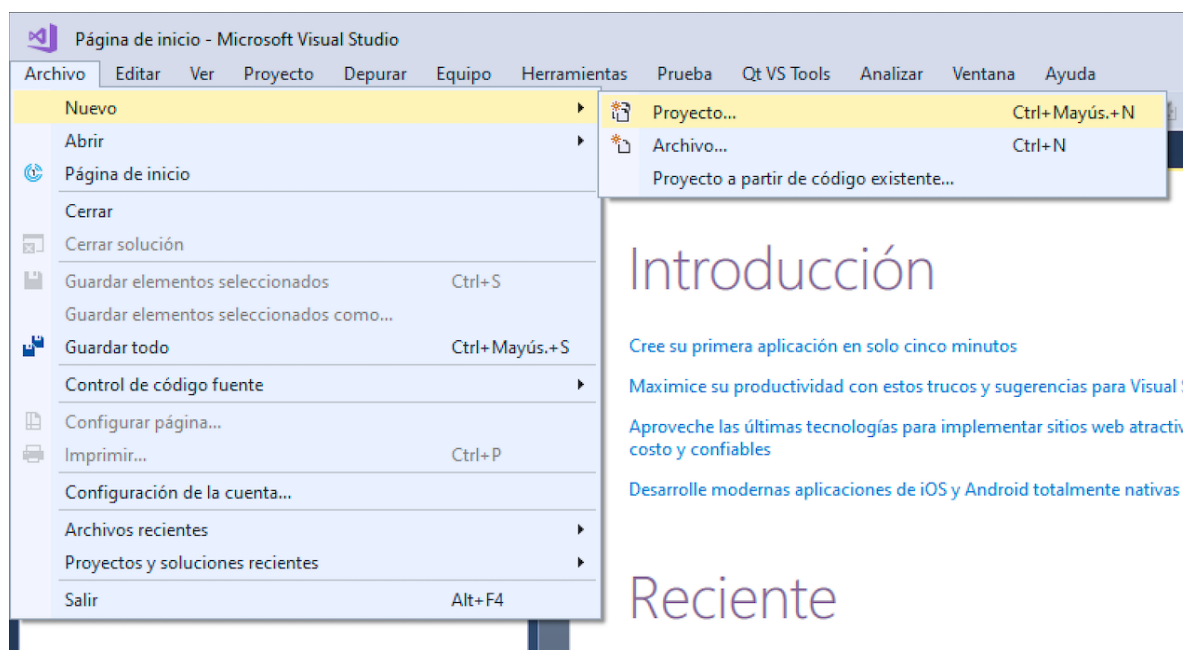 Página de inicio - Microsoft Visual Studio
Archivo Editar Ver Proyecto Depurar Equipo Herramientas Prueba Qt VS Tools Analizar Ventana Ayuda
Nuevo
Abrir
Página de inicio
Cerrar
Cerrar solución
Guardar elementos seleccionados Ctrl+S
Guardar elementos seleccionados como...
Guardar todo Ctrl+Mayús.+S
Control de código fuente
Configurar página...
Imprimir... Ctrl+P
Configuración de la cuenta...
Archivos recientes
Proyectos y soluciones recientes
Salir Alt+F4
Proyecto... Ctrl+Mayús.+N
Archivo... Ctrl+N
Proyecto a partir de código existente...
Introducción
Cree su primera aplicación en solo cinco minutos
Maximice su productividad con estos trucos y sugerencias para Visual
Aproveche las últimas tecnologías para implementar sitios web
costo y confiables
Desarrolle modernas aplicaciones de iOS y Android totalmente nativas
Reciente